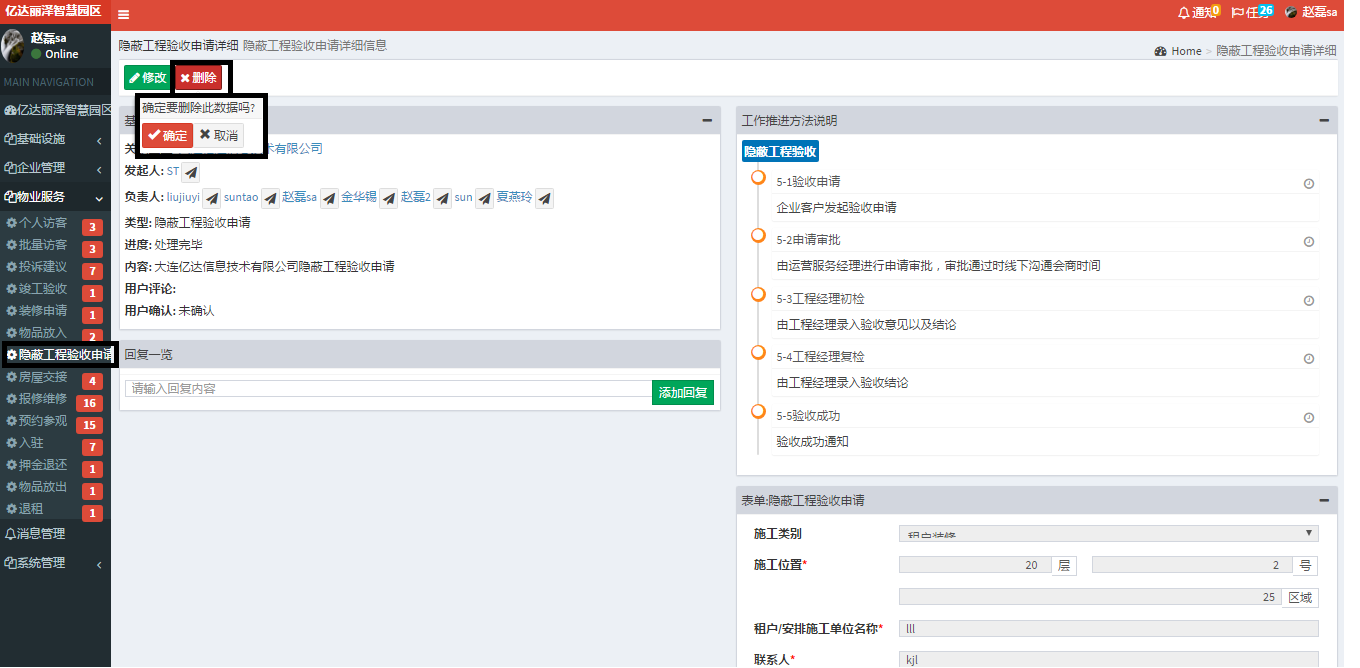 亿达丽泽智慧园区
通知 0
任务 26
赵磊sa
赵磊sa
Online
MAIN NAVIGATION
亿达丽泽智慧园区
基础设施
企业管理
物业服务
个人访客 3
批量访客 3
投诉建议 7
竣工验收 1
装修申请 1
物品放入 2
隐蔽工程验收申请
房屋交接 4
报修维修 16
预约参观 15
入驻 7
押金退还 1
物品放出 1
退租 1
消息管理
系统管理
隐蔽工程验收申请详细 隐蔽工程验收申请详细信息
Home > 隐蔽工程验收申请详细
修改 删除
确定要删除此数据吗?
确定 取消
基
关
术有限公司
发起人: ST
负责人: liujiuyi suntao 赵磊sa 金华锡 赵磊2 sun 夏燕玲
类型: 隐蔽工程验收申请
进度: 处理完毕
内容: 大连亿达信息技术有限公司隐蔽工程验收申请
用户评论:
用户确认: 未确认
回复一览
请输入回复内容 添加回复
工作推进方法说明
隐蔽工程验收
5-1验收申请
企业客户发起验收申请
5-2申请审批
由运营服务经理进行申请审批，审批通过时线下沟通会商时间
5-3工程经理初检
由工程经理录入验收意见以及结论
5-4工程经理复检
由工程经理录入验收结论
5-5验收成功
验收成功通知
表单:隐蔽工程验收申请
施工类别 租户装修
施工位置* 20 层 2 号
25 区域
租户/安排施工单位名称* lll
联系人* kjl